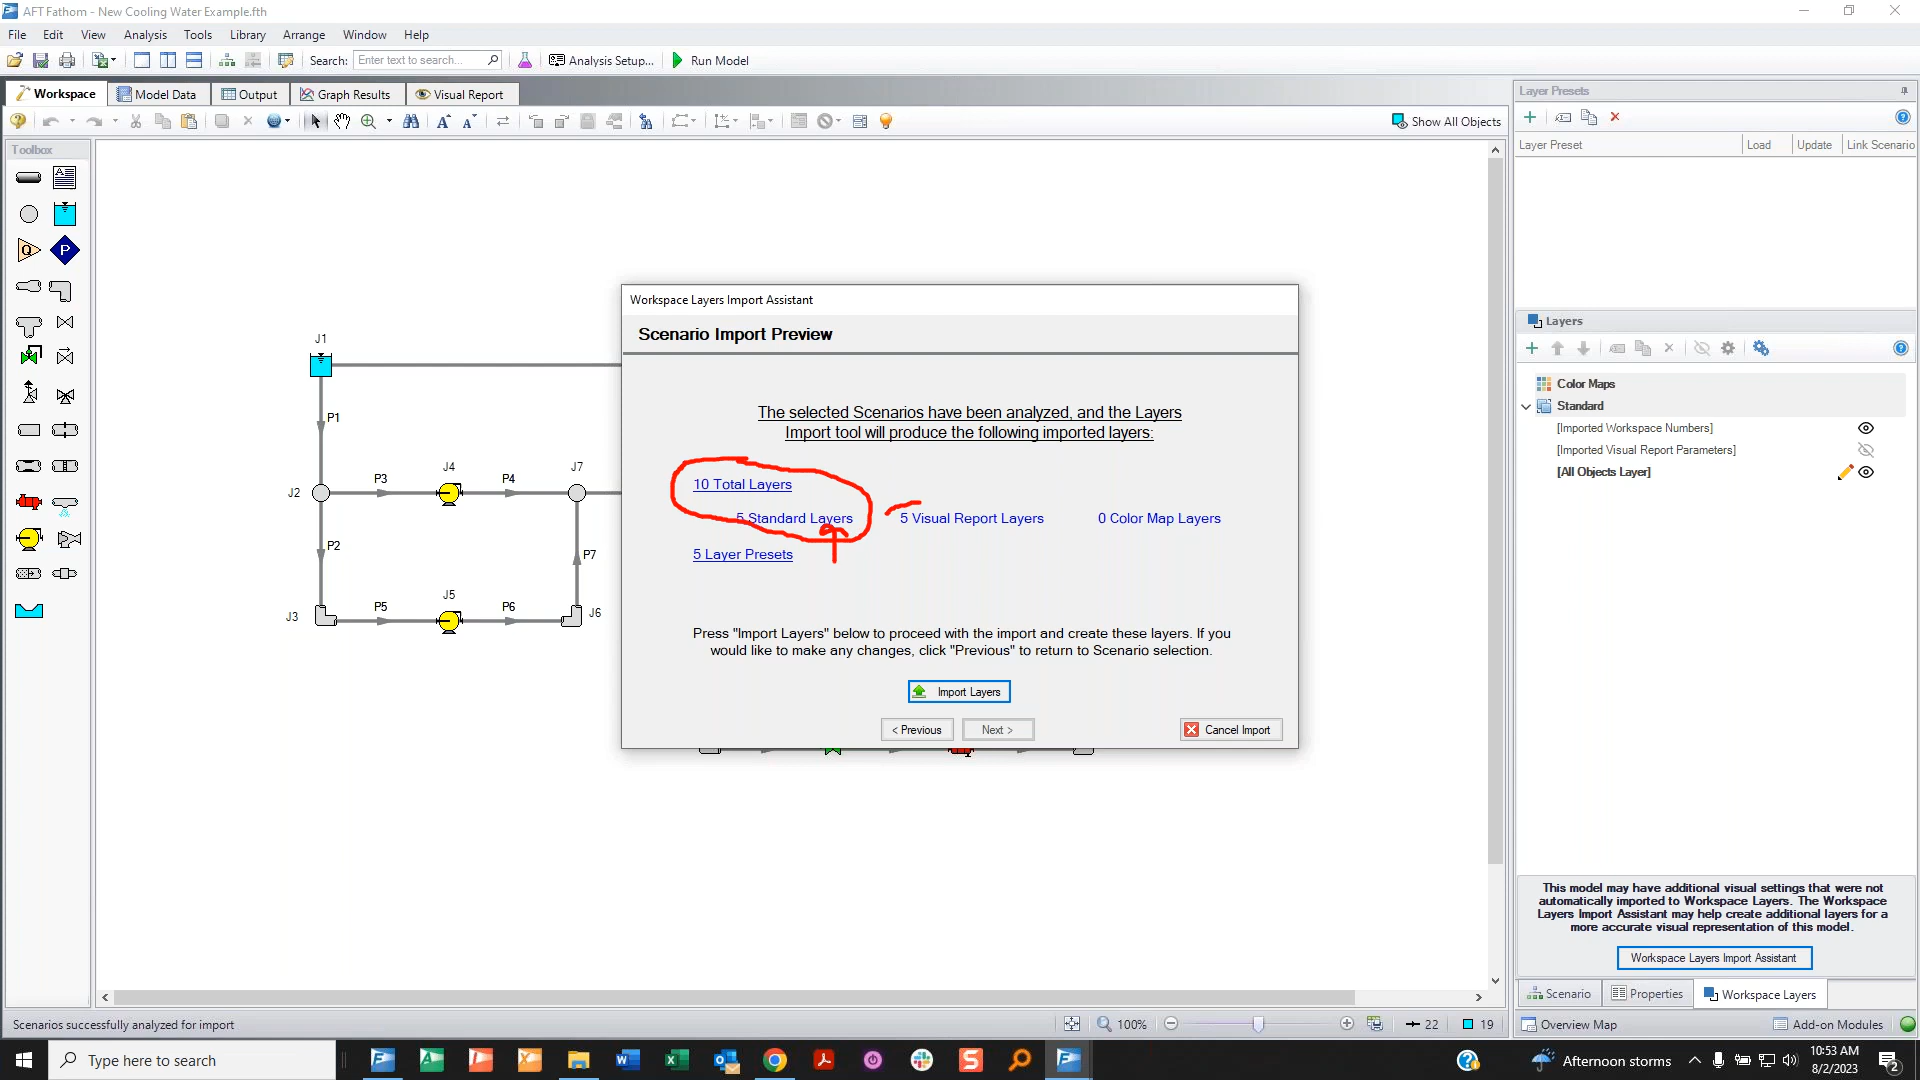 AFT Fathom - New Cooling Water Example.fth
File Edit View Analysis Tools Library Arrange Window Help
Search: Enter text to search... Analysis Setup... Run Model
Workspace Model Data Output Graph Results Visual Report
Show All Objects
Toolbox
J1
P1
J2
P3
J4
P4
J7
P2
P7
J3
P5
J5
P6
J6
Workspace Layers Import Assistant
Scenario Import Preview
The selected Scenarios have been analyzed, and the Layers
Import tool will produce the following imported layers:
10 Total Layers
5 Standard Layers 5 Visual Report Layers 0 Color Map Layers
5 Layer Presets
Press "Import Layers" below to proceed with the import and create these layers. If you
would like to make any changes, click "Previous" to return to Scenario selection.
Import Layers
< Previous Next > Cancel Import
Layer Presets
Layer Preset Load Update Link Scenario
Layers
Color Maps
Standard
[Imported Workspace Numbers]
[Imported Visual Report Parameters]
[All Objects Layer]
This model may have additional visual settings that were not
automatically imported to Workspace Layers. The Workspace
Layers Import Assistant may help create additional layers for a
more accurate visual representation of this model.
Workspace Layers Import Assistant
Scenario Properties Workspace Layers
Scenarios successfully analyzed for import 100% 22 19 Overview Map Add-on Modules
Type here to search Afternoon storms 10:53 AM
8/2/2023 2